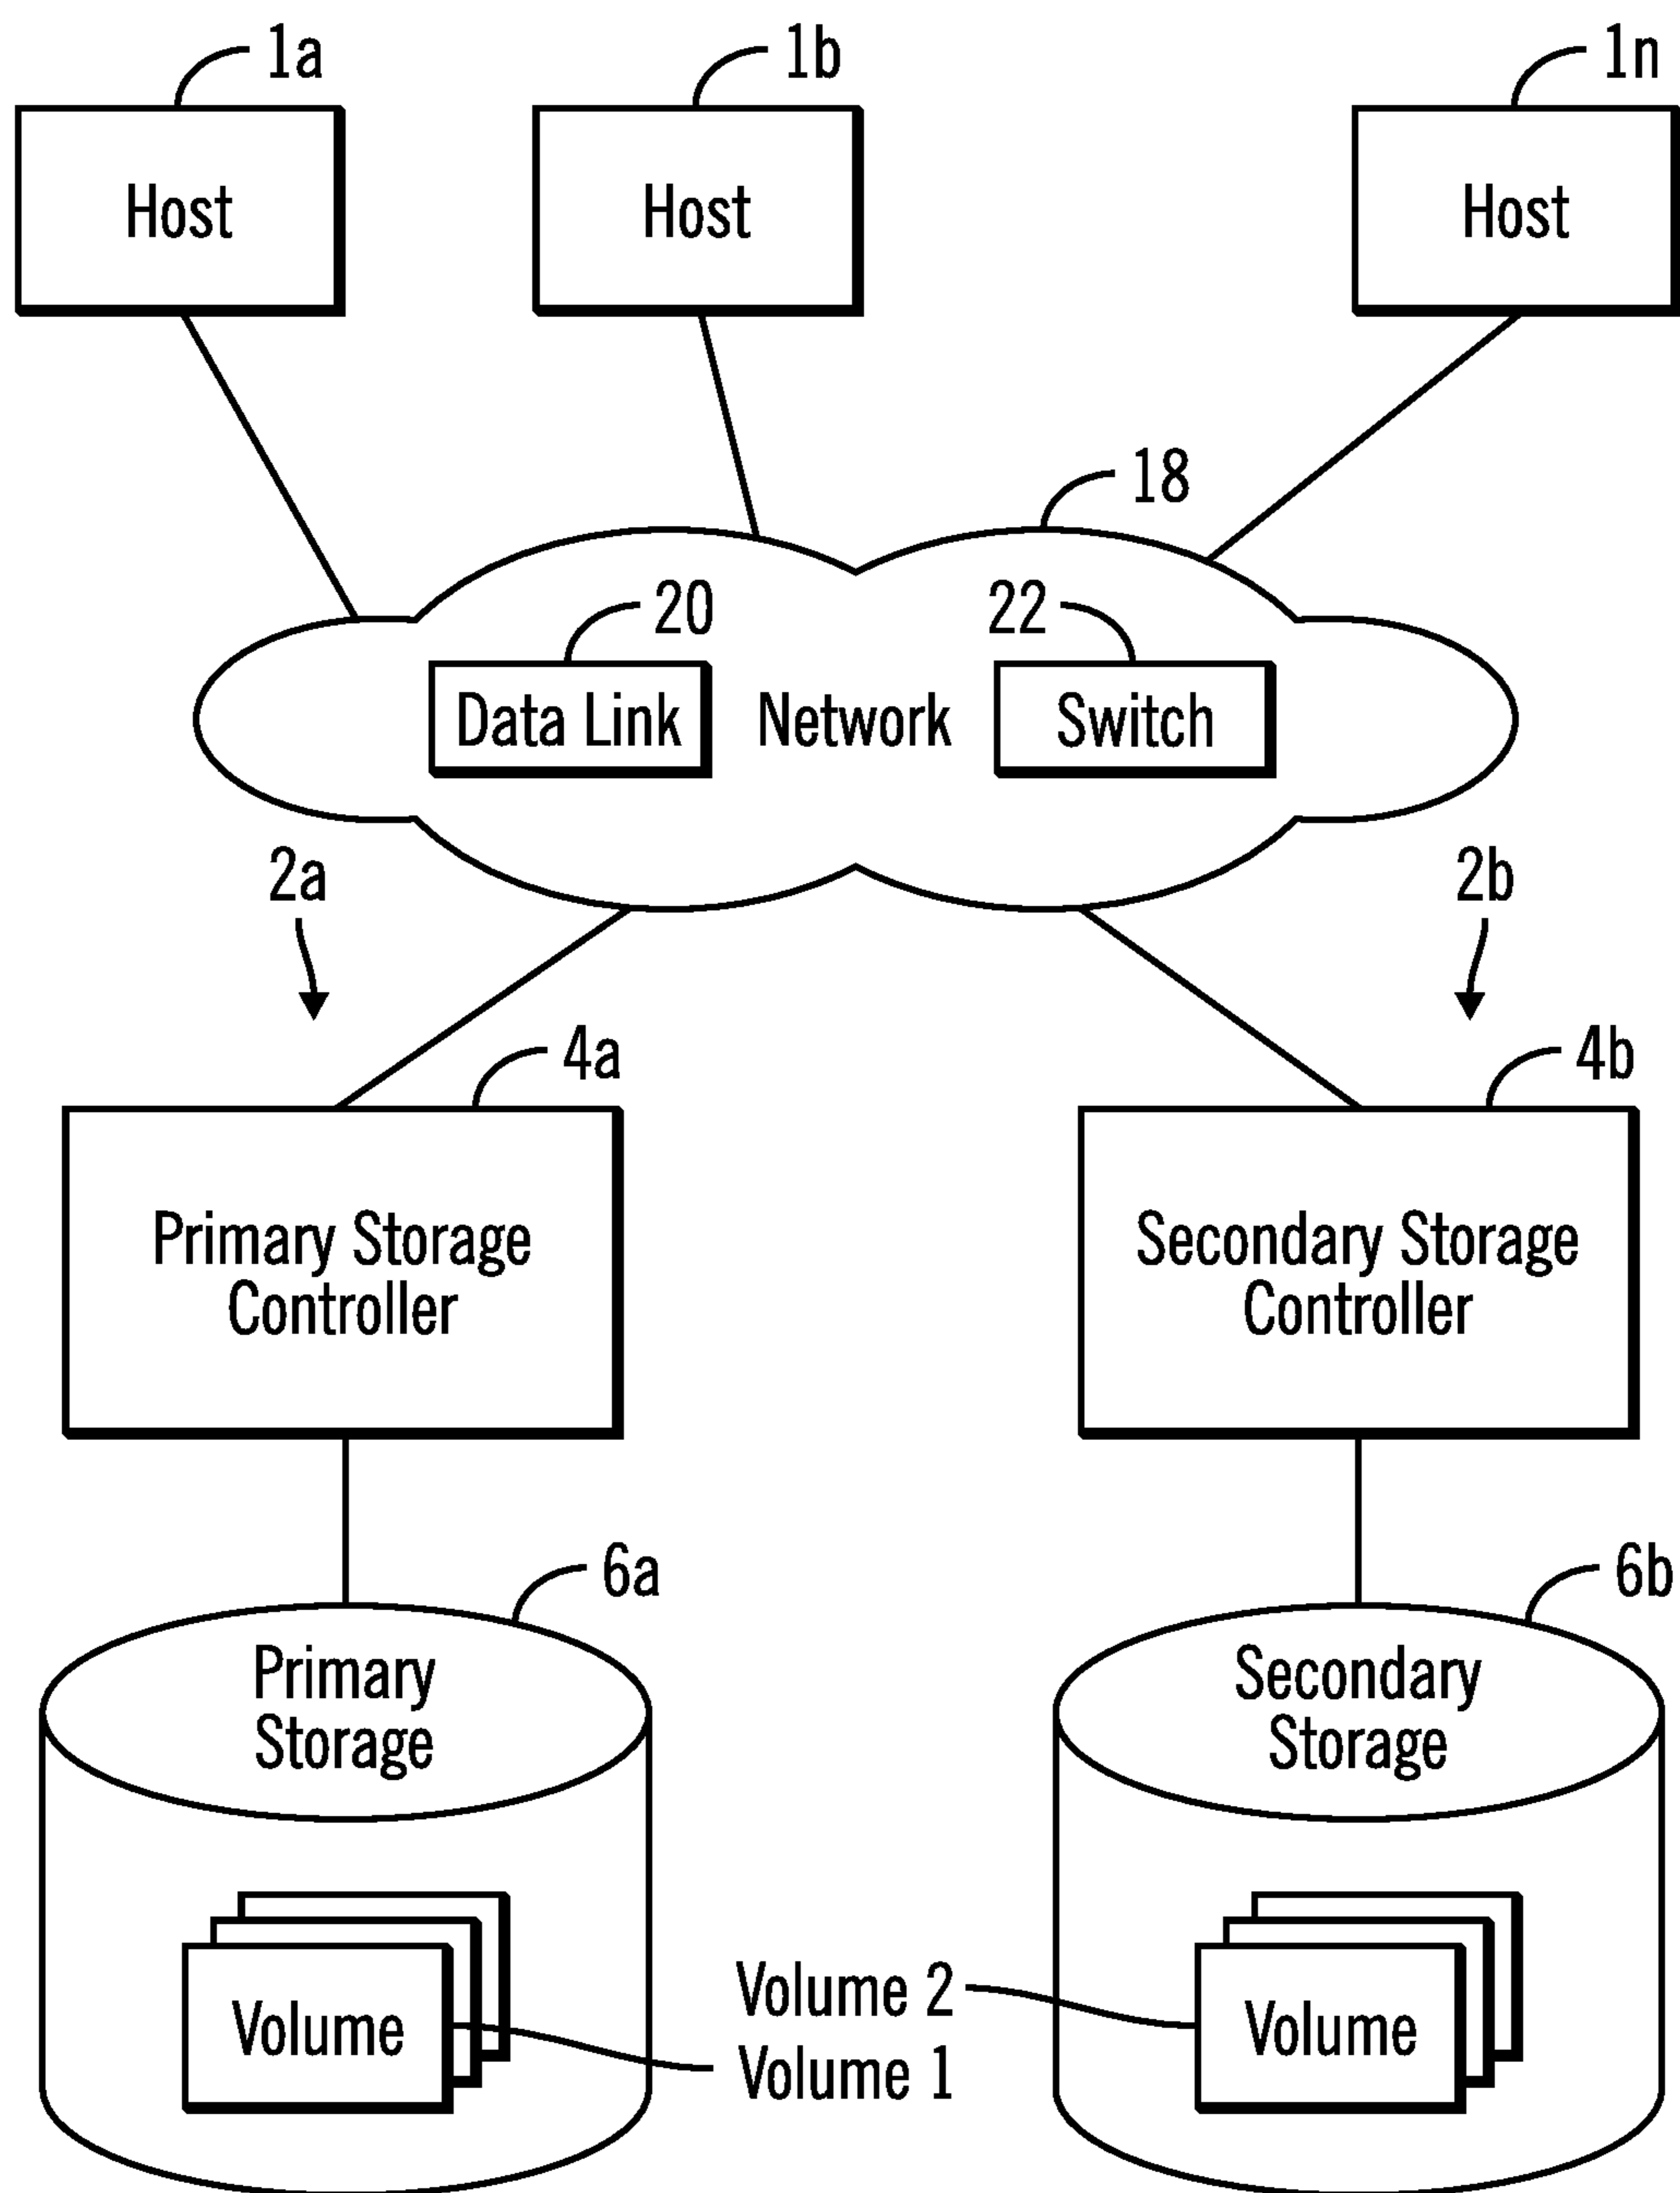 1a
1b
1n
Host
Host
Host
18
20
22
Data Link
Network
Switch
2a
2b
4a
4b
Primary Storage
Controller
Secondary Storage
Controller
6a
6b
Primary
Storage
Secondary
Storage
Volume 2
Volume
Volume
Volume 1